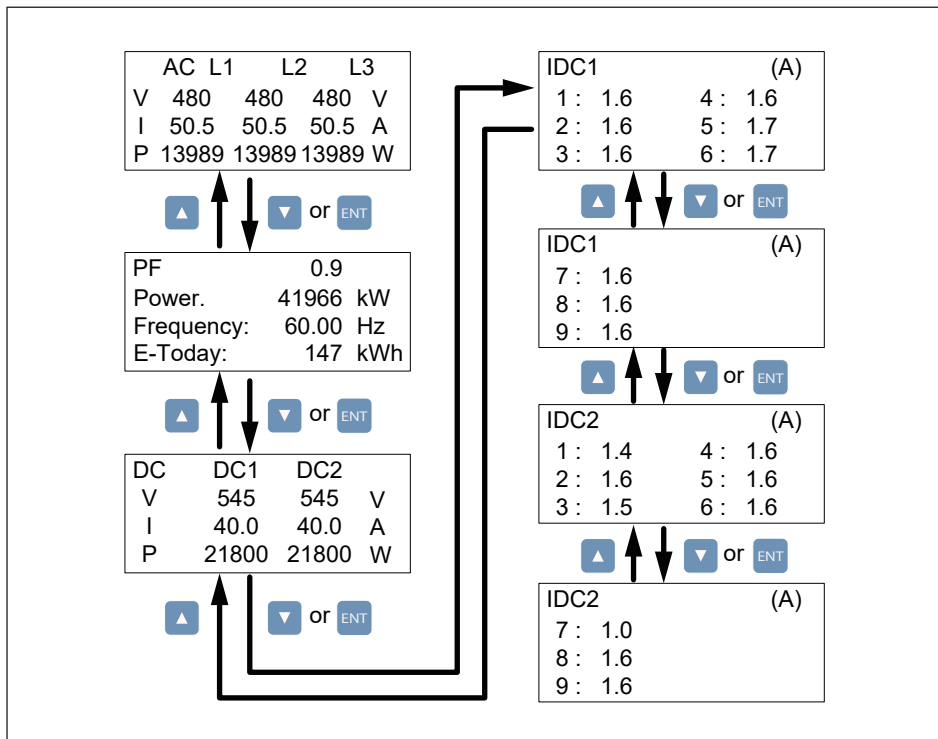 AC L1 L2 L3
V 480 480 480 V
I 50.5 50.5 50.5 A
P 13989 13989 13989 W
▲ ▼ or ENT
PF 0.9
Power. 41966 kW
Frequency: 60.00 Hz
E-Today: 147 kWh
▲ ▼ or ENT
DC DC1 DC2
V 545 545 V
I 40.0 40.0 A
P 21800 21800 W
▲ ▼ or ENT
IDC1 (A)
1 : 1.6 4 : 1.6
2 : 1.6 5 : 1.7
3 : 1.6 6 : 1.7
▲ ▼ or ENT
IDC1 (A)
7 : 1.6
8 : 1.6
9 : 1.6
▲ ▼ or ENT
IDC2 (A)
1 : 1.4 4 : 1.6
2 : 1.6 5 : 1.6
3 : 1.5 6 : 1.6
▲ ▼ or ENT
IDC2 (A)
7 : 1.0
8 : 1.6
9 : 1.6